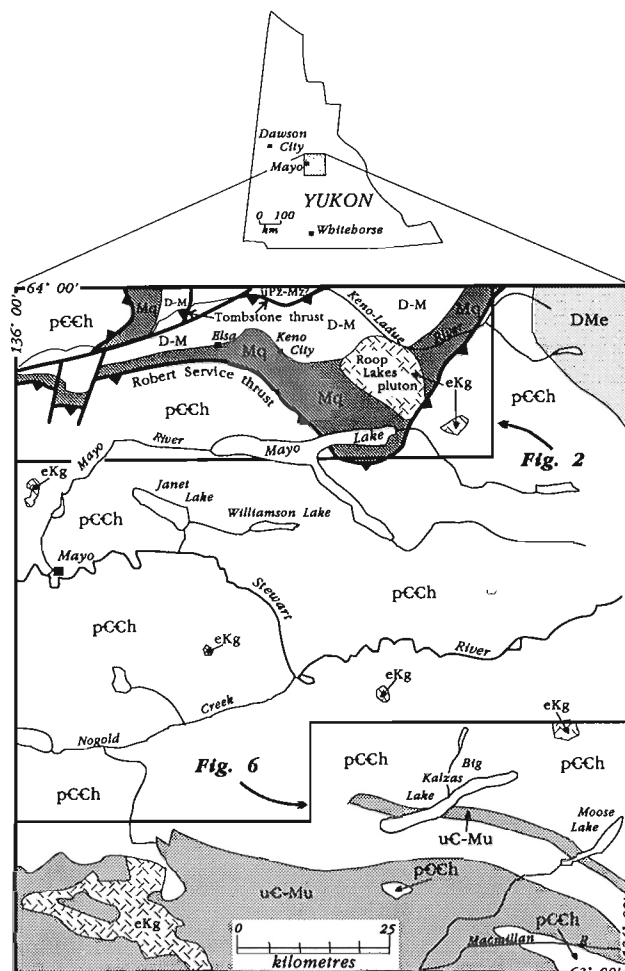 Dawson City
Mayo
YUKON
0 100
km
Whitehorse
64° 00'
136° 00'
pЄЄh
Mq
D-M
uPz-Mz?
Tombstone thrust
D-M
Keno-Ladue
River
D-M
Mq
DMe
D-M
Elsa
Keno City
Mq
Roop Lakes pluton
eKg
pЄЄh
Robert Service thrust
pЄЄh
Mq
Mayo
River
Mayo
Lake
Fig. 2
eKg
Mayo
Janet Lake
pЄЄh
Williamson Lake
Mayo
Stewart
River
pЄЄh
pЄЄh
eKg
eKg
Creek
Nogold
eKg
pЄЄh
Fig. 6
pЄЄh
pЄЄh
Big
Kalzas
Lake
Moose Lake
uЄ-Mu
uЄ-Mu
pЄЄh
eKg
pЄЄh
0 25
kilometres
Macmillan R